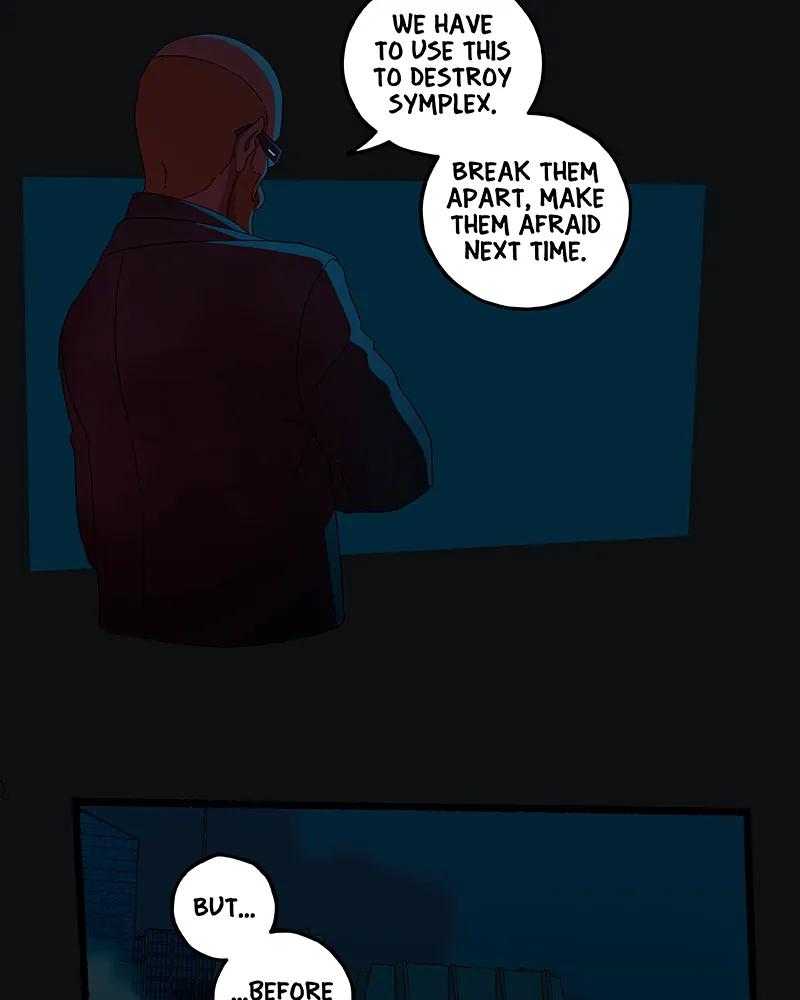 WE HAVE
TO USE THIS
TO DESTROY
SYMPLEX.
BREAK THEM
APART, MAKE
THEM AFRAID
NEXT TIME.
BUT...
...BEFORE